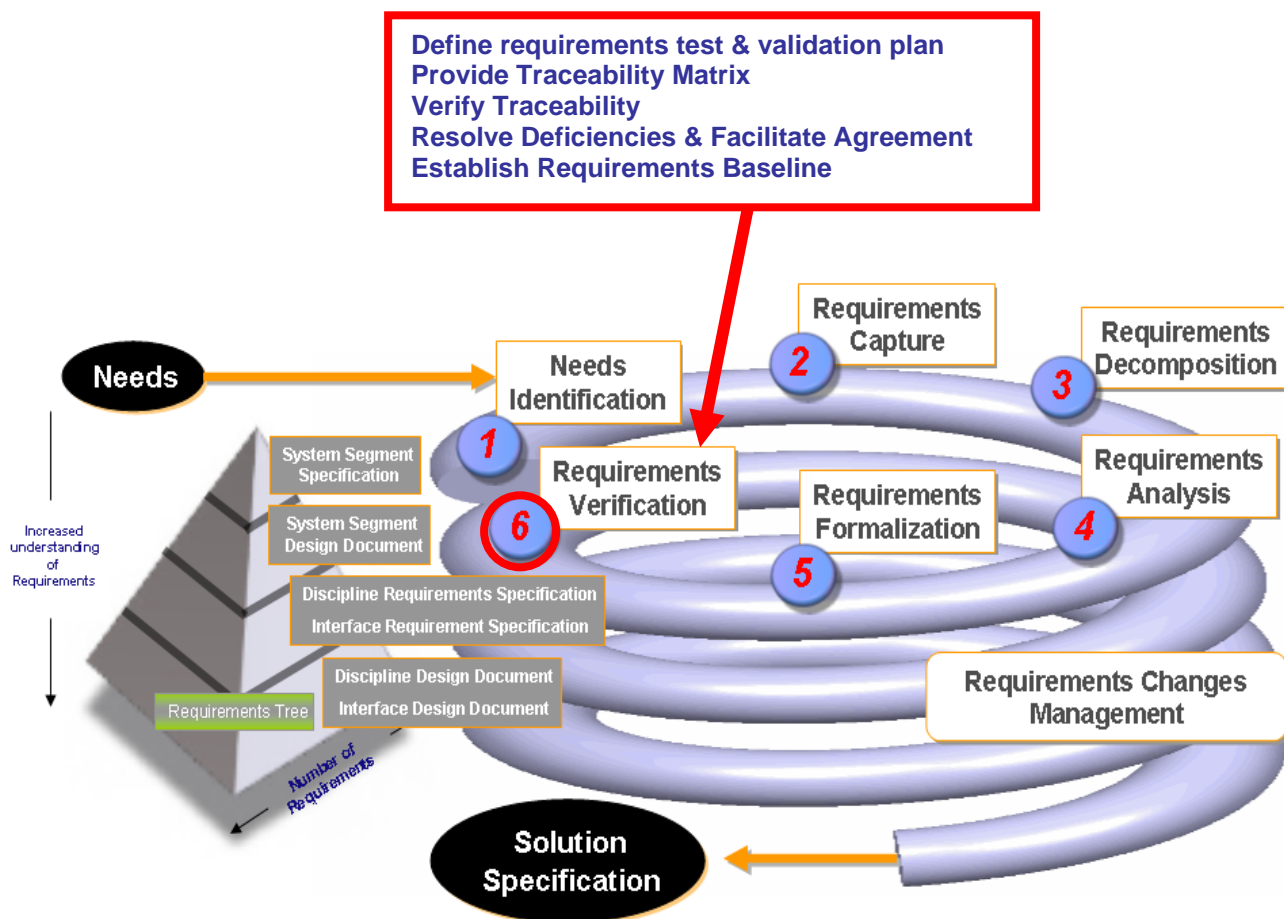 Define requirements test & validation plan
Provide Traceability Matrix
Verify Traceability
Resolve Deficiencies & Facilitate Agreement
Establish Requirements Baseline
Requirements
Capture
2
Requirements
Decomposition
3
Needs
Needs
Identification
1
System Segment
Specification
Requirements
Verification
6
Requirements
Formalization
5
Requirements
Analysis
4
Increased
understanding
of
Requirements
System Segment
Design Document
Discipline Requirements Specification
Interface Requirement Specification
Discipline Design Document
Interface Design Document
Requirements Tree
Number of
Requirements
Requirements Changes
Management
Solution
Specification